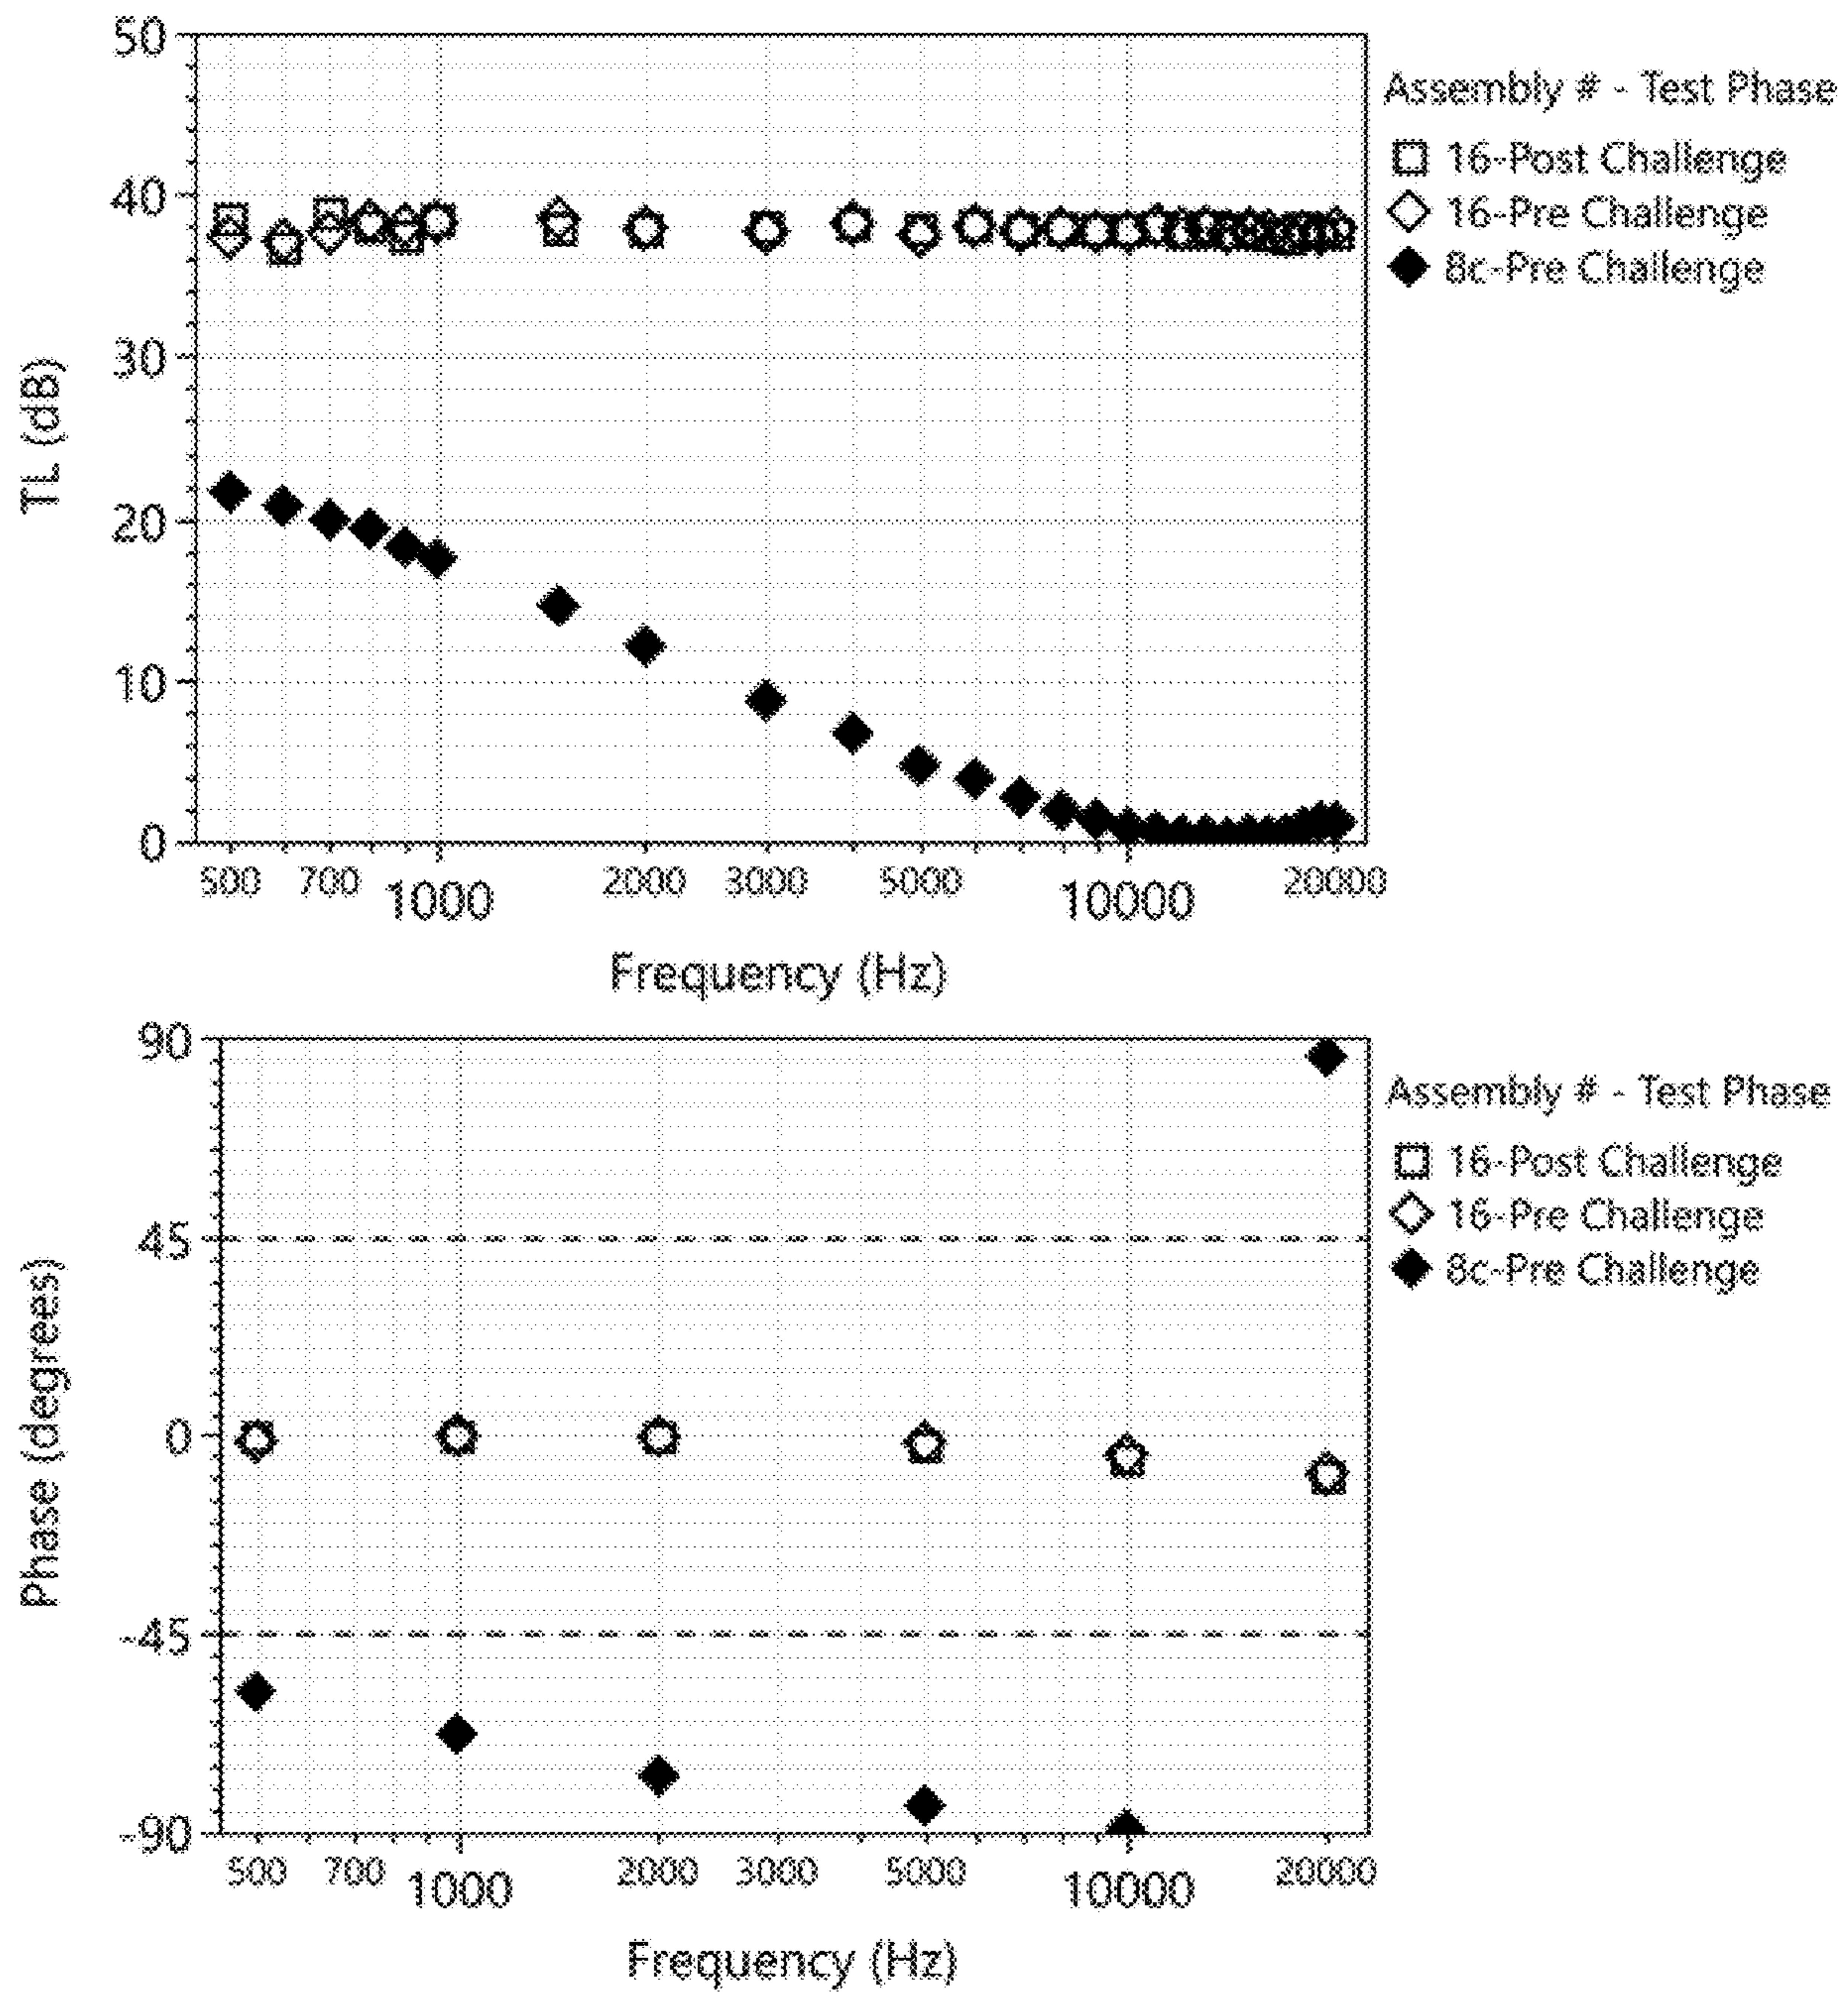 50
40
30
20
10
0
TL (dB)
500 700 1000 2000 3000 5000 10000 20000
Frequency (Hz)
Assembly # - Test Phase
16-Post Challenge
16-Pre Challenge
8c-Pre Challenge
90
45
0
-45
-90
Phase (degrees)
500 700 1000 2000 3000 5000 10000 20000
Frequency (Hz)
Assembly # - Test Phase
16-Post Challenge
16-Pre Challenge
8c-Pre Challenge